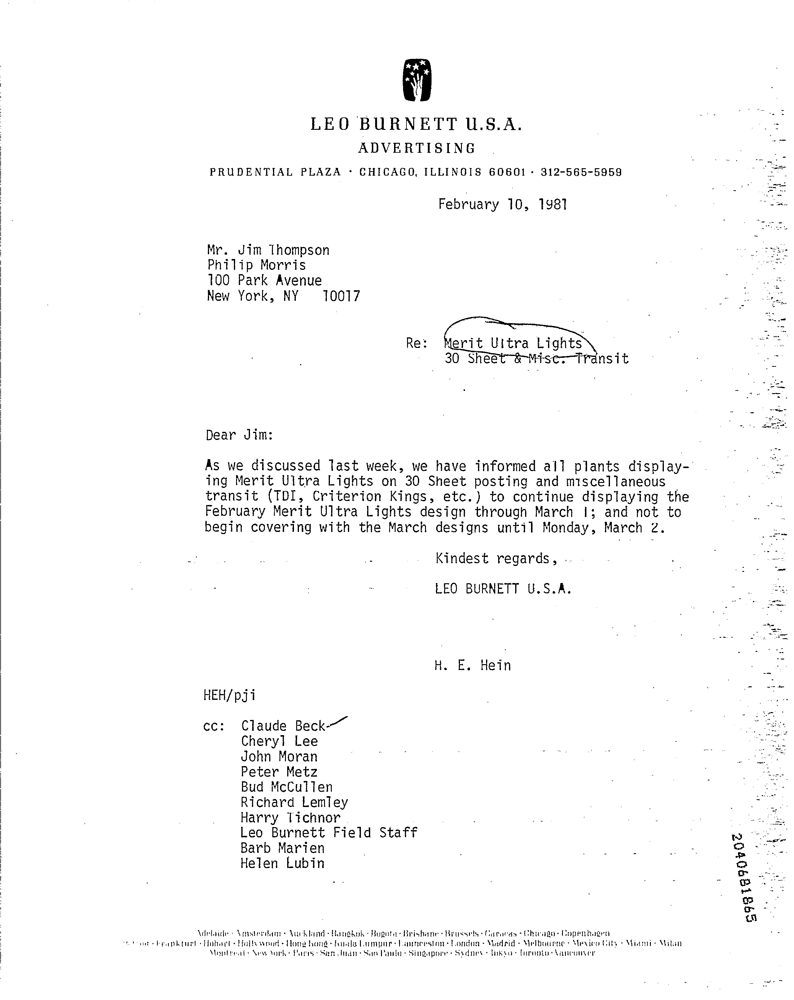 LEO BURNETT U.S.A.
ADVERTISING
PRUDENTIAL PLAZA · CHICAGO, ILLINOIS 60601 · 312-565-5959
February 10, 1981
Mr. Jim Thompson
Philip Morris
100 Park Avenue
New York, NY 10017
Re: Merit Ultra Lights
30 Sheet & Misc. Transit
Dear Jim:
As we discussed last week, we have informed all plants display-
ing Merit Ultra Lights on 30 Sheet posting and miscellaneous
transit (TDI, Criterion Kings, etc.) to continue displaying the
February Merit Ultra Lights design through March 1; and not to
begin covering with the March designs until Monday, March 2.
Kindest regards,
LEO BURNETT U.S.A.
H. E. Hein
HEH/pji
cc: Claude Beck
Cheryl Lee
John Moran
Peter Metz
Bud McCullen
Richard Lemley
Harry Tichnor
Leo Burnett Field Staff
Barb Marien
Helen Lubin
2040681865
Adelaide · Amsterdam · Auckland · Bangkok · Bogota · Brisbane · Brussels · Caracas · Chicago · Copenhagen
· Frankfurt · Hobart · Hollywood · Hong Kong · Kuala Lumpur · Launceston · London · Madrid · Melbourne · Mexico City · Miami · Milan
Montreal · New York · Paris · San Juan · Sao Paulo · Singapore · Sydney · Tokyo · Toronto · Vancouver